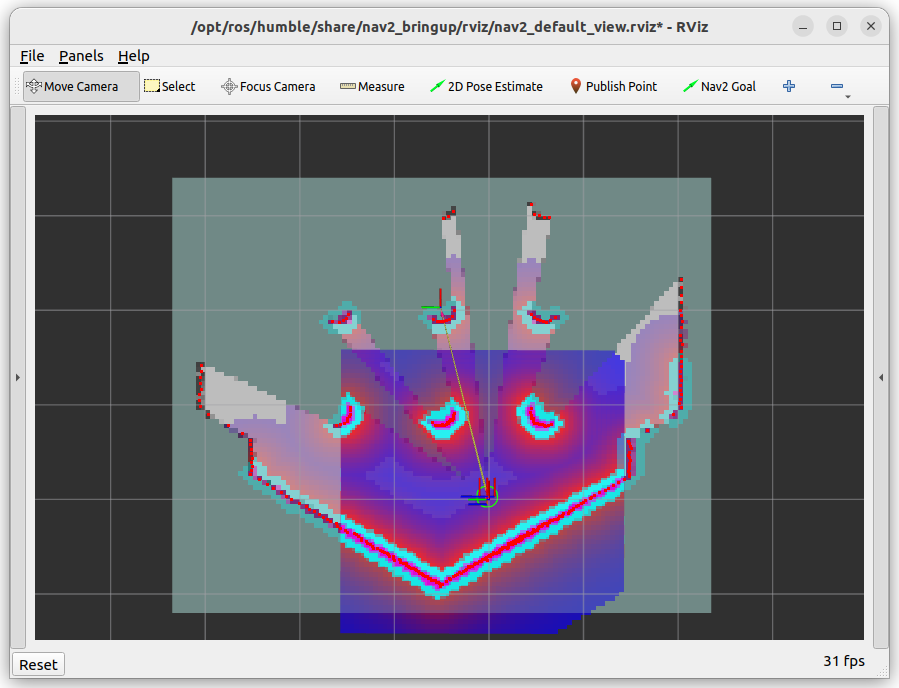 /opt/ros/humble/share/nav2_bringup/rviz/nav2_default_view.rviz* - RViz
File Panels Help
Move Camera Select Focus Camera Measure 2D Pose Estimate Publish Point Nav2 Goal
Reset 31 fps